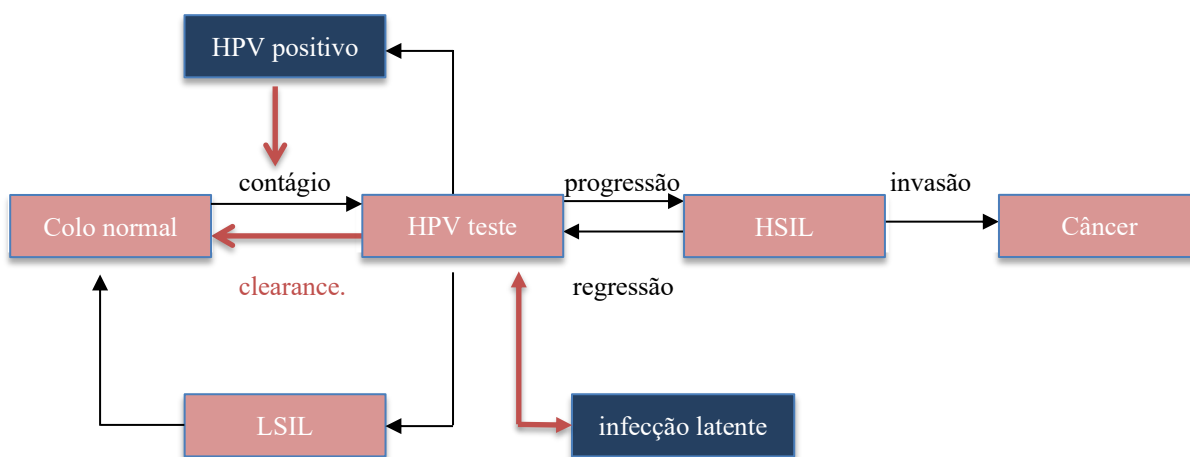 HPV positivo
contágio
progressão
invasão
Colo normal
HPV teste
HSIL
Câncer
clearance.
regressão
LSIL
infecção latente